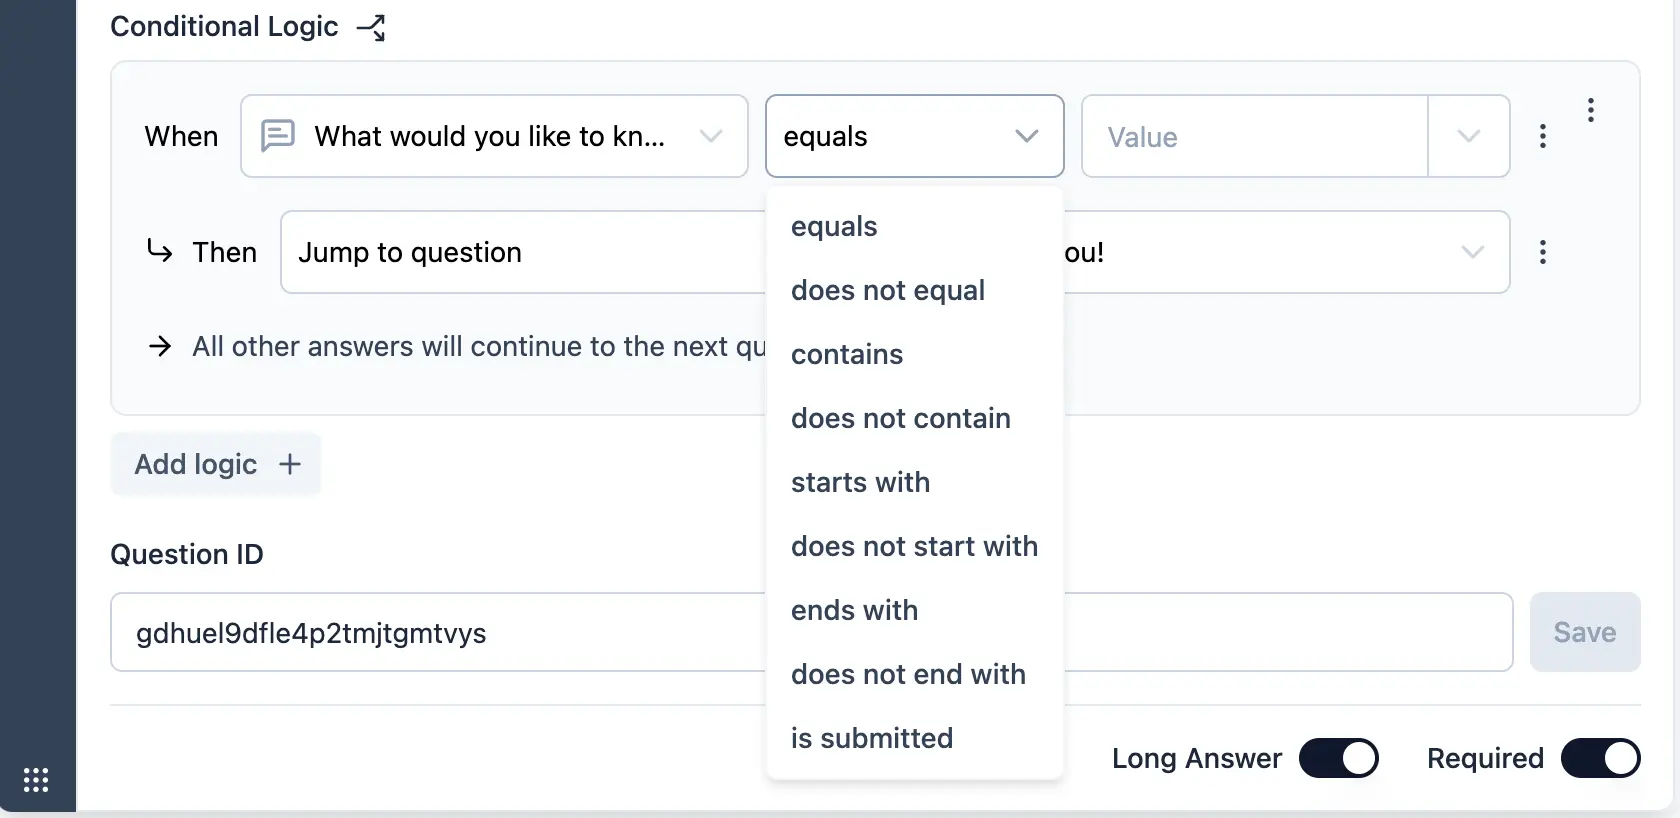 Conditional Logic
When What would you like to kn... equals Value
Then Jump to question ou!
All other answers will continue to the next qu
equals
does not equal
contains
does not contain
starts with
does not start with
ends with
does not end with
is submitted
Add logic +
Question ID
gdhuel9dfle4p2tmjtgmtvys
Save
Long Answer Required